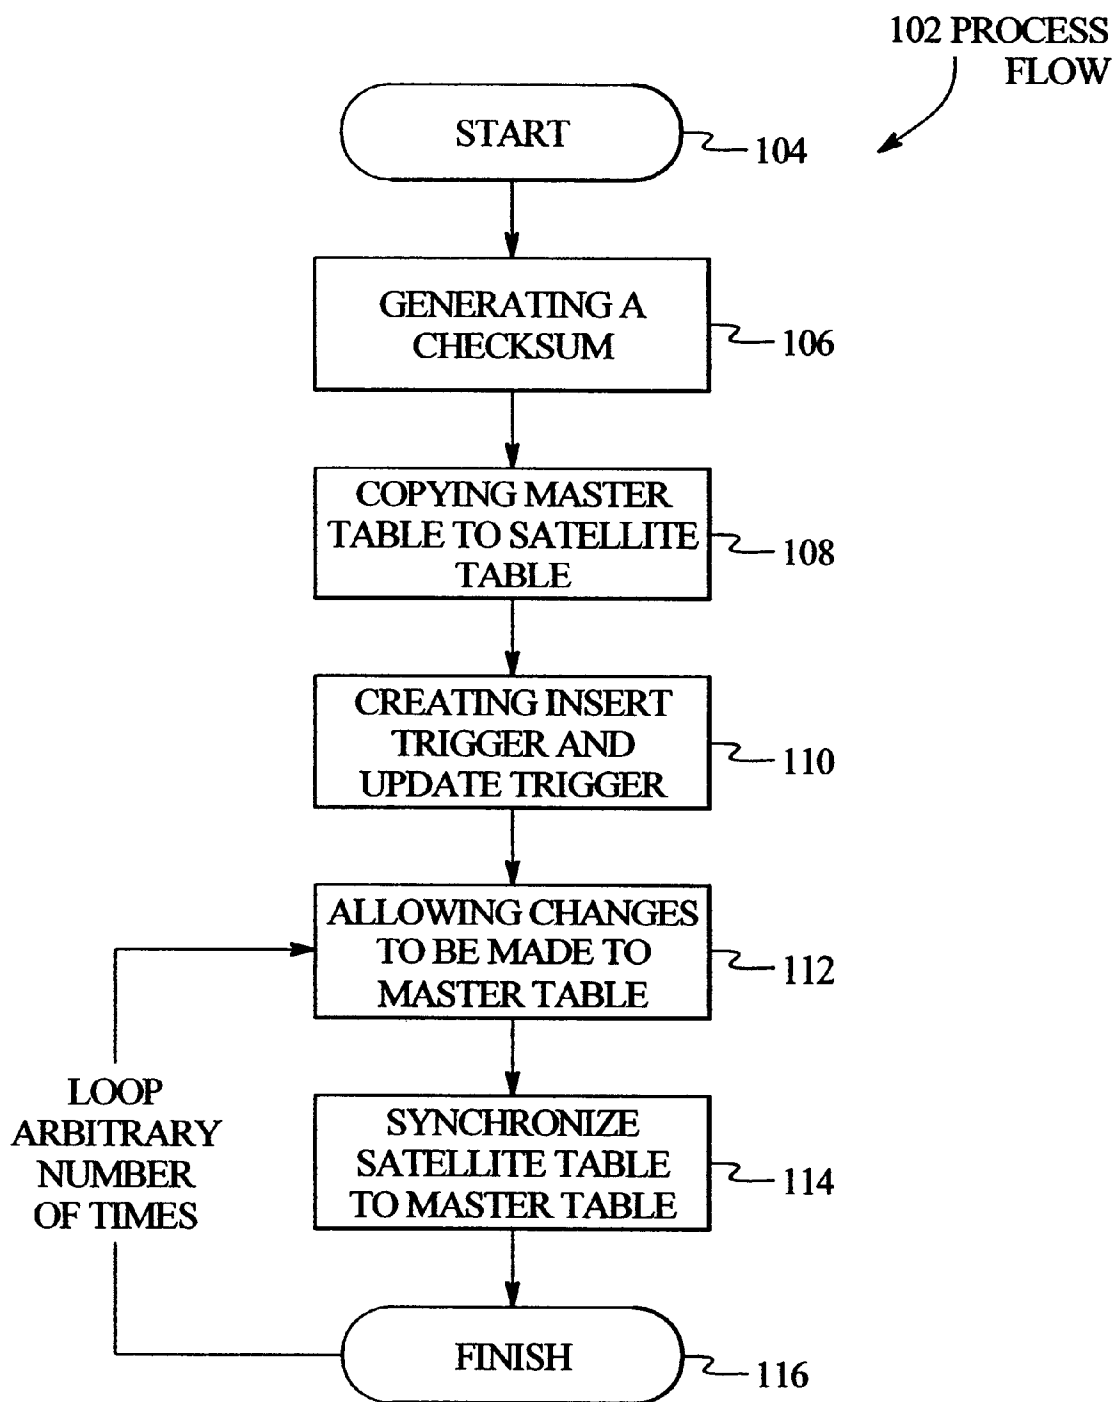 102 PROCESS
FLOW
START
104
GENERATING A
CHECKSUM
106
COPYING MASTER
TABLE TO SATELLITE
TABLE
108
CREATING INSERT
TRIGGER AND
UPDATE TRIGGER
110
ALLOWING CHANGES
TO BE MADE TO
MASTER TABLE
112
LOOP
ARBITRARY
NUMBER
OF TIMES
SYNCHRONIZE
SATELLITE TABLE
TO MASTER TABLE
114
FINISH
116